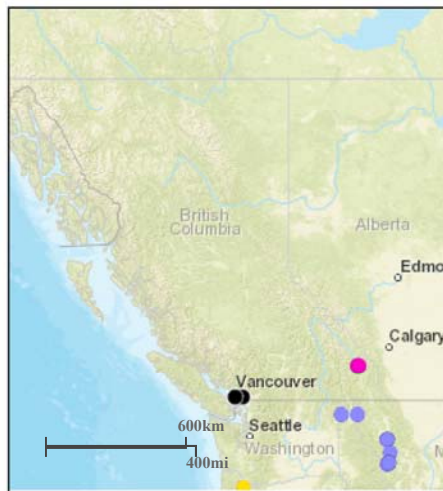 British
Columbia
Alberta
Edmo
Calgary
Vancouver
600km
Seattle
Washington
400mi